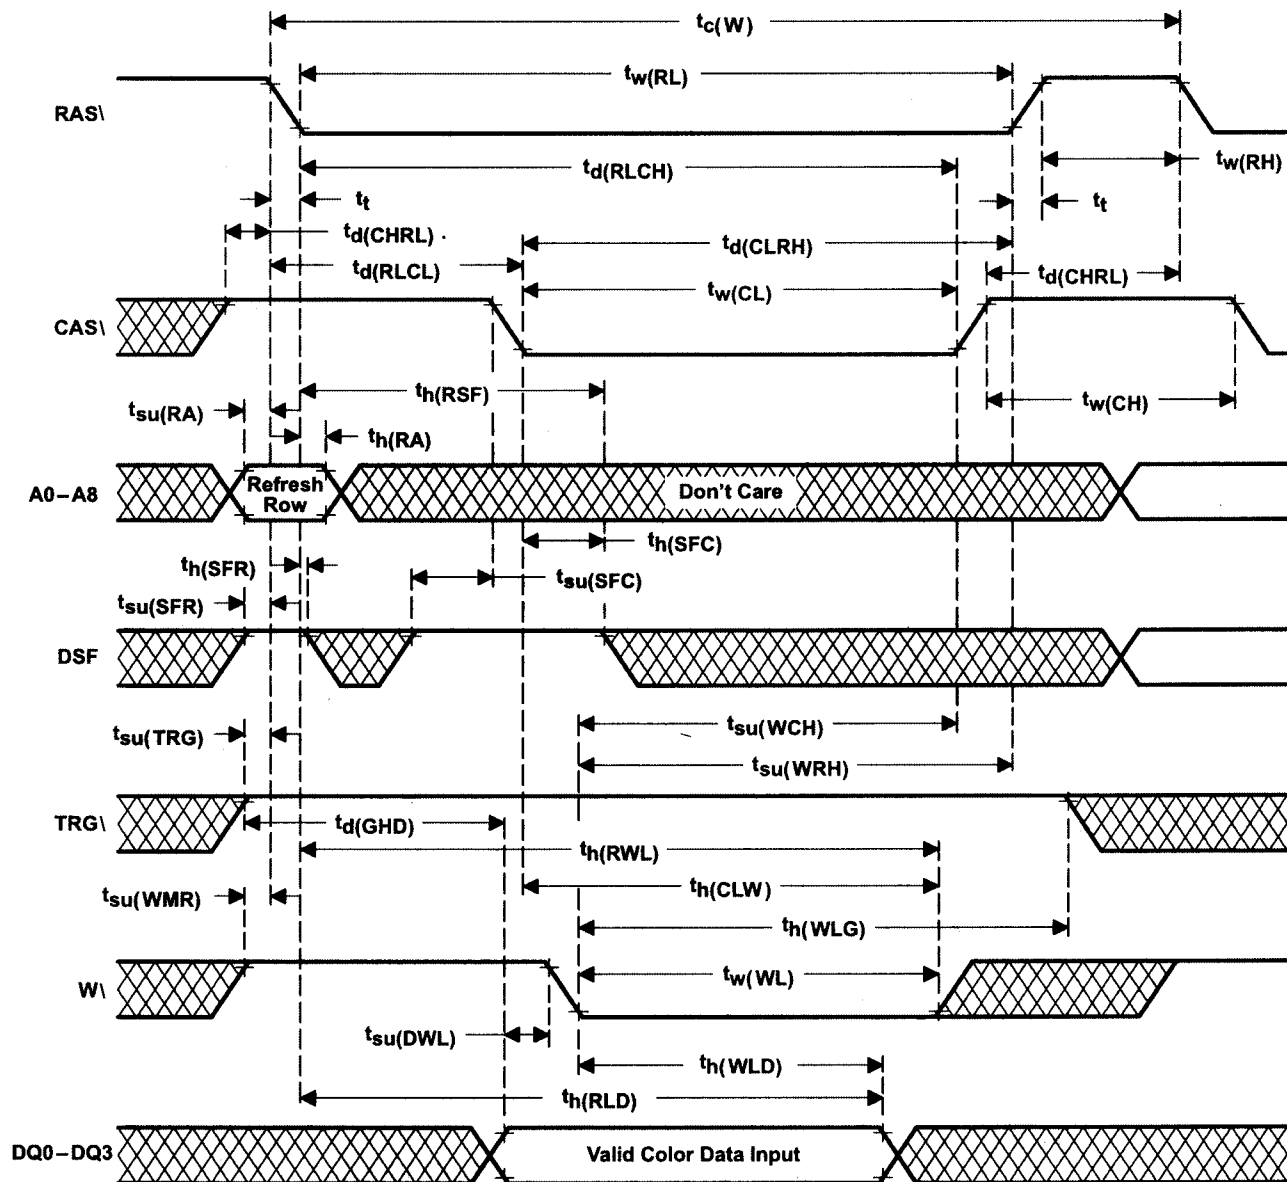 tc(W)
tw(RL)
RAS\
td(RLCH)
tw(RH)
tt
tt
td(CHRL)
td(CLRH)
td(RLCL)
td(CHRL)
tw(CL)
CAS\
th(RSF)
tsu(RA)
tw(CH)
th(RA)
A0–A8
Refresh
Row
Don't Care
th(SFC)
th(SFR)
tsu(SFC)
tsu(SFR)
DSF
tsu(WCH)
tsu(TRG)
tsu(WRH)
TRG\
td(GHD)
th(RWL)
th(CLW)
tsu(WMR)
th(WLG)
tw(WL)
W\
tsu(DWL)
th(WLD)
th(RLD)
DQ0–DQ3
Valid Color Data Input